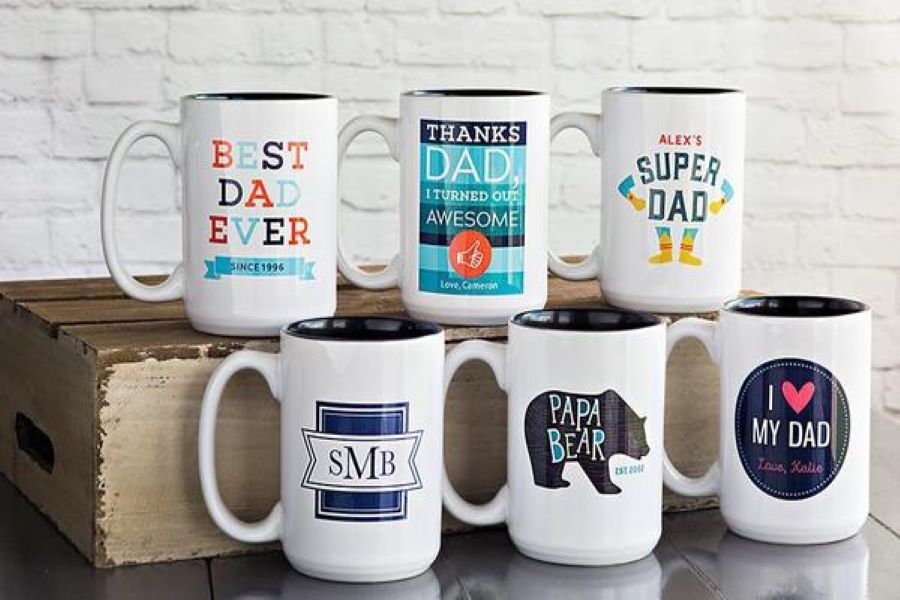 BEST
DAD
EVER
SINCE 1996
THANKS
DAD,
I TURNED OUT
AWESOME
Love, Cameron
ALEX'S
SUPER
DAD
SMB
PAPA
BEAR
EST 2002
I
MY DAD
Love, Katie